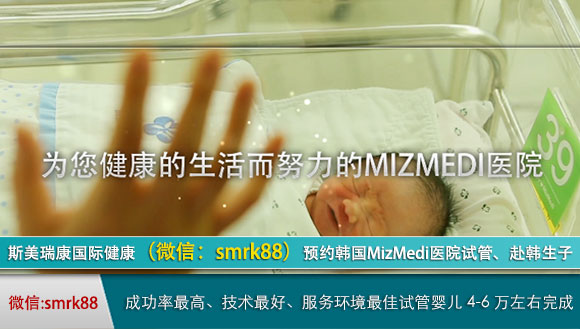 3.9
为您健康的生活而努力的MIZMEDI医院
斯美瑞康国际健康 （微信：smrk88）预约韩国MizMedi医院试管、赴韩生子
微信:smrk88 成功率最高、技术最好、服务环境最佳试管婴儿 4-6 万左右完成